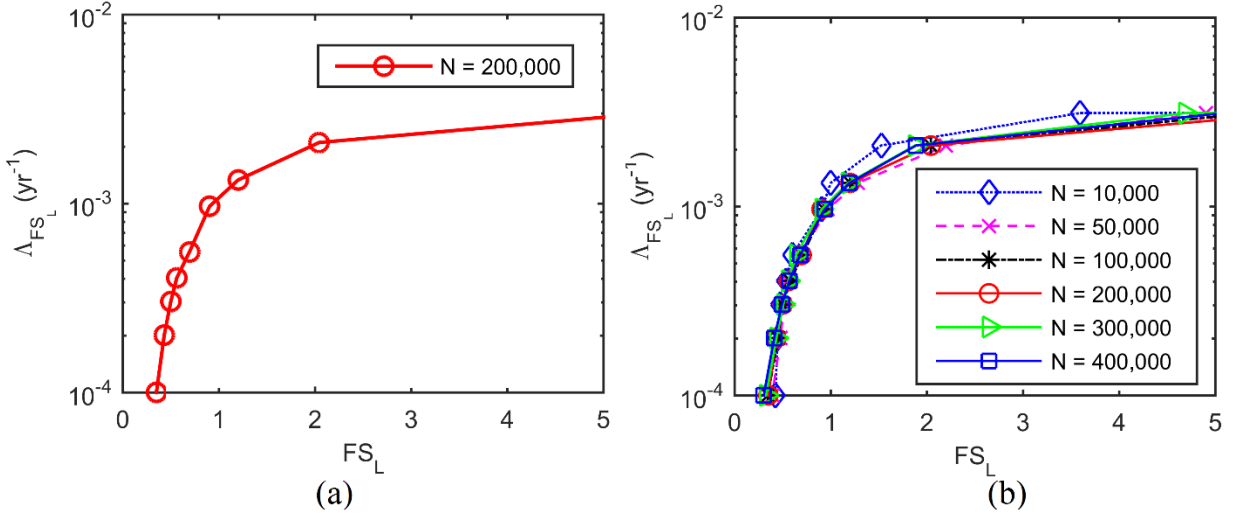 10⁻²
N = 200,000
Λ_FS_L (yr⁻¹)
10⁻³
10⁻⁴
0 1 2 3 4 5
FS_L
(a)
10⁻²
Λ_FS_L (yr⁻¹)
10⁻³
N = 10,000
N = 50,000
N = 100,000
N = 200,000
N = 300,000
N = 400,000
10⁻⁴
0 1 2 3 4 5
FS_L
(b)